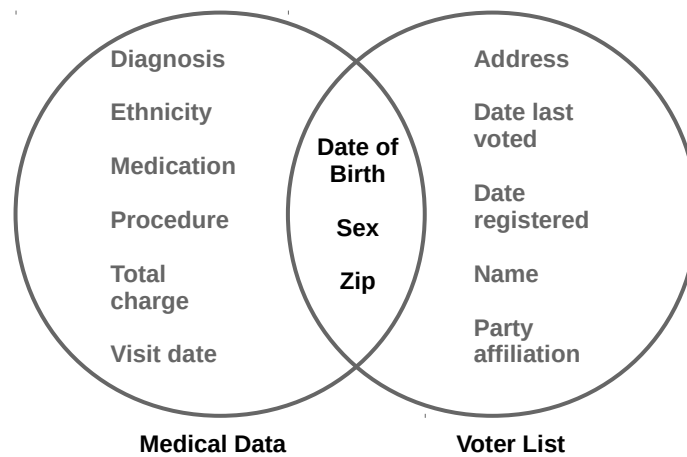 Diagnosis
Ethnicity
Medication
Procedure
Total
charge
Visit date
Date of
Birth
Sex
Zip
Address
Date last
voted
Date
registered
Name
Party
affiliation
Medical Data
Voter List